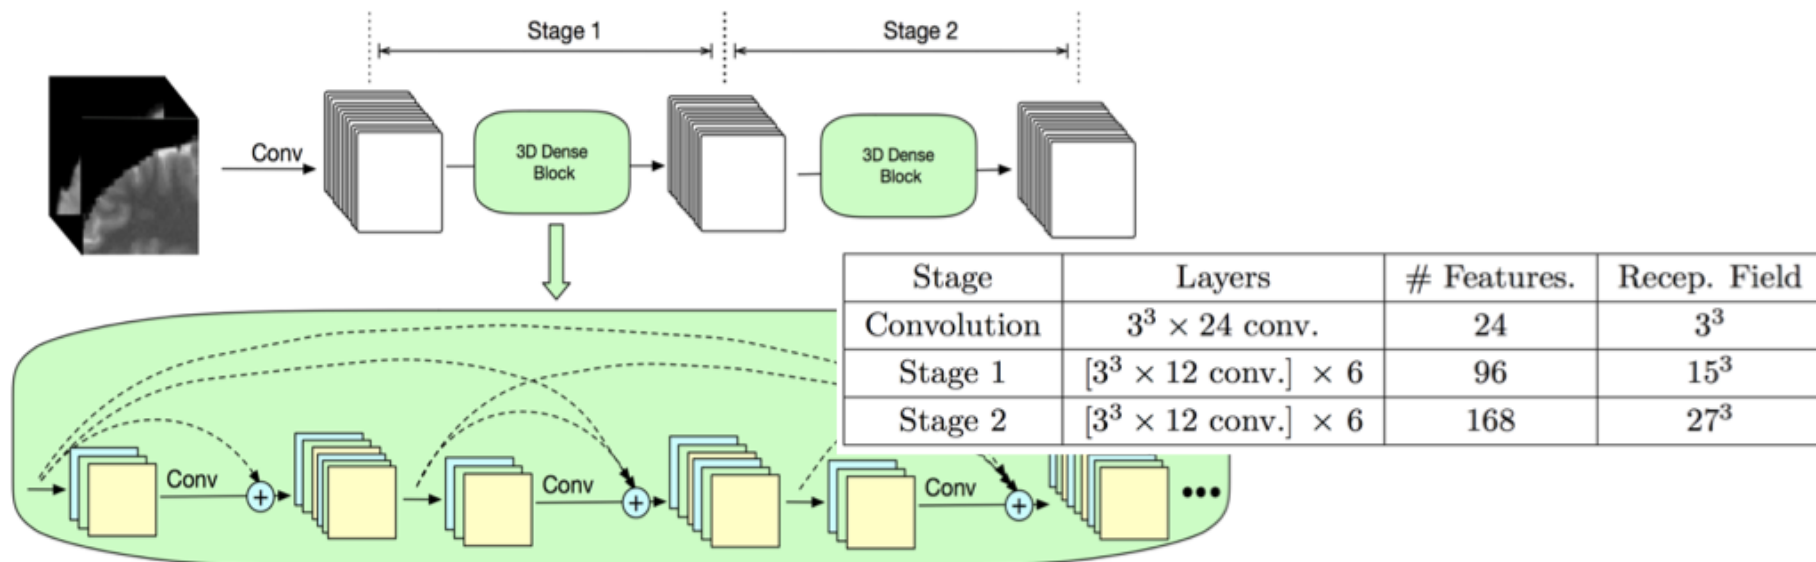 Stage 1
Stage 2
Conv
3D Dense
Block
3D Dense
Block
Stage Layers # Features. Recep. Field
Convolution 3³ × 24 conv. 24 3³
Stage 1 [3³ × 12 conv.] × 6 96 15³
Stage 2 [3³ × 12 conv.] × 6 168 27³
Conv
+
Conv
+
Conv
+
•••